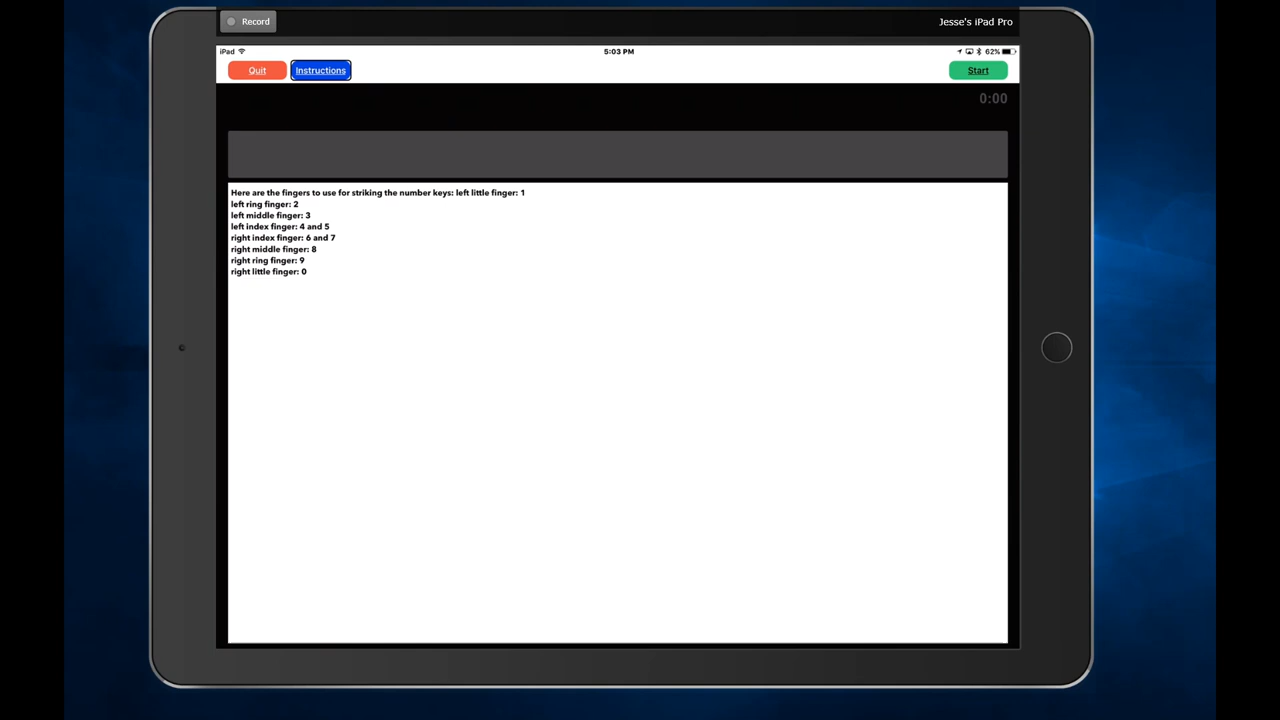 Record
Jesse's iPad Pro
iPad
5:03 PM
62%
Quit
Instructions
Start
0:00
Here are the fingers to use for striking the number keys: left little finger: 1
left ring finger: 2
left middle finger: 3
left index finger: 4 and 5
right index finger: 6 and 7
right middle finger: 8
right ring finger: 9
right little finger: 0